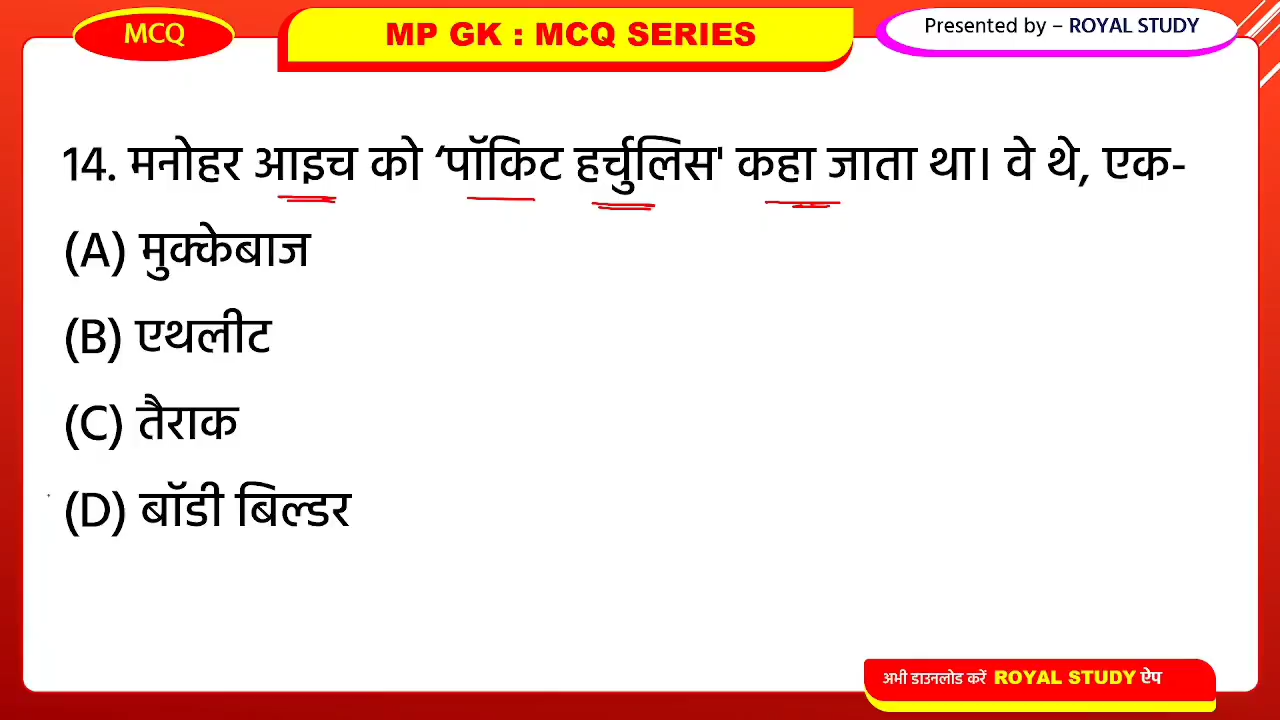 MCQ
MP GK : MCQ SERIES
Presented by – ROYAL STUDY
14. मनोहर आइच को ‘पॉकिट हर्चुलिस' कहा जाता था। वे थे, एक-
(A) मुक्केबाज
(B) एथलीट
(C) तैराक
(D) बॉडी बिल्डर
अभी डाउनलोड करें ROYAL STUDY ऐप